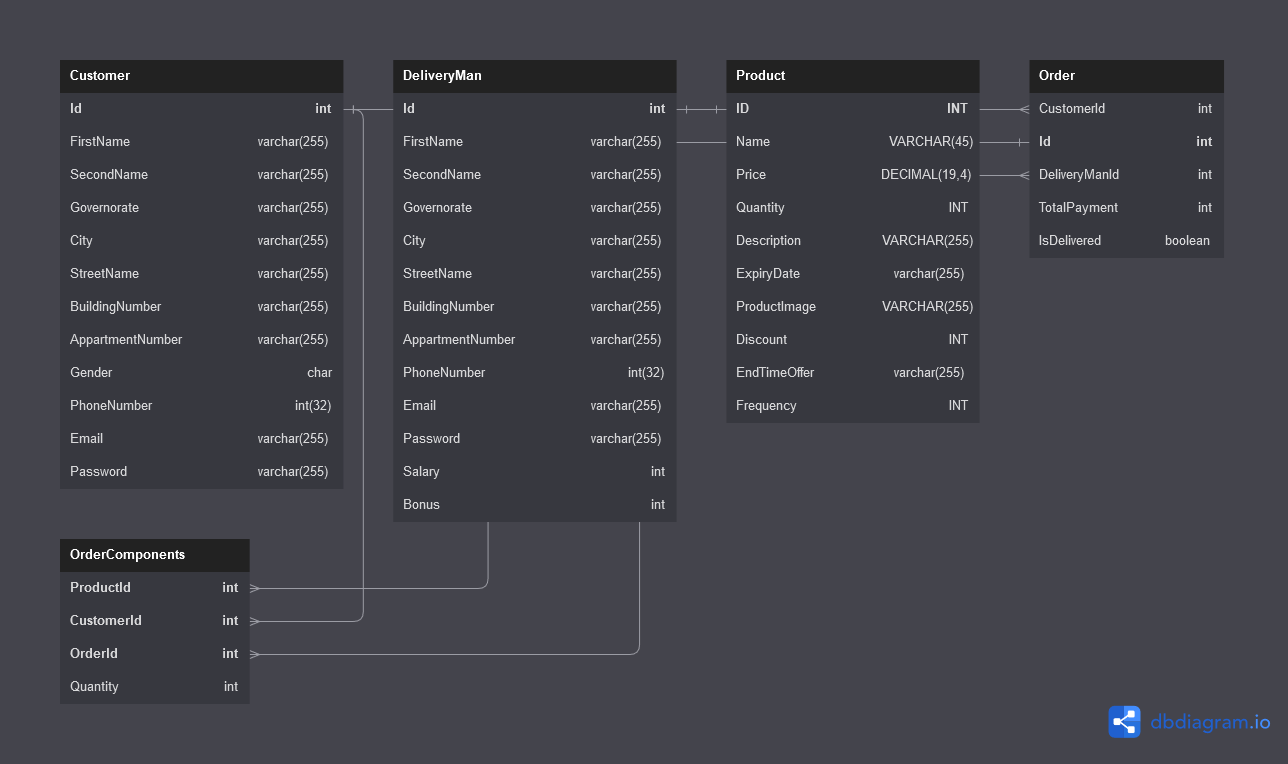 Customer
Id int
FirstName varchar(255)
SecondName varchar(255)
Governorate varchar(255)
City varchar(255)
StreetName varchar(255)
BuildingNumber varchar(255)
AppartmentNumber varchar(255)
Gender char
PhoneNumber int(32)
Email varchar(255)
Password varchar(255)
DeliveryMan
Id int
FirstName varchar(255)
SecondName varchar(255)
Governorate varchar(255)
City varchar(255)
StreetName varchar(255)
BuildingNumber varchar(255)
AppartmentNumber varchar(255)
PhoneNumber int(32)
Email varchar(255)
Password varchar(255)
Salary int
Bonus int
Product
ID INT
Name VARCHAR(45)
Price DECIMAL(19,4)
Quantity INT
Description VARCHAR(255)
ExpiryDate varchar(255)
ProductImage VARCHAR(255)
Discount INT
EndTimeOffer varchar(255)
Frequency INT
Order
CustomerId int
Id int
DeliveryManId int
TotalPayment int
IsDelivered boolean
OrderComponents
ProductId int
CustomerId int
OrderId int
Quantity int
dbdiagram.io